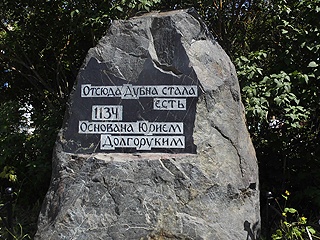 Отсюда Дубна стала
есть
1134
Основана Юрием
Долгоруким